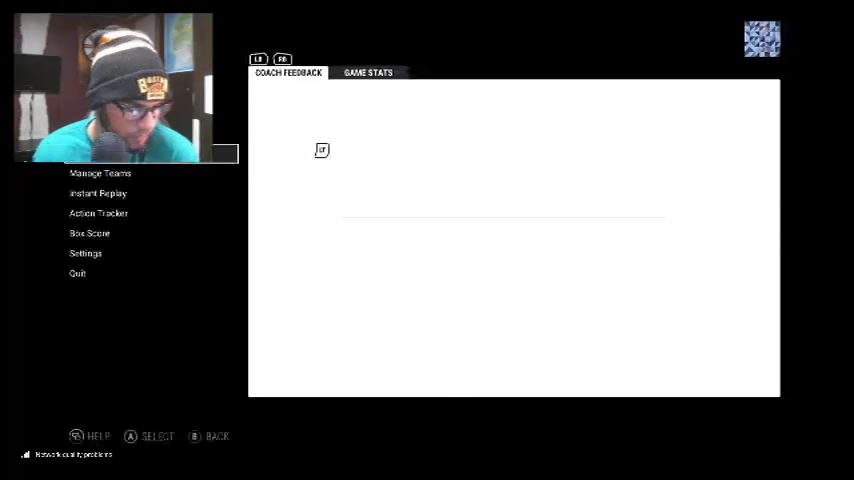 LB RB
COACH FEEDBACK GAME STATS
LT
Manage Teams
Instant Replay
Action Tracker
Box Score
Settings
Quit
HELP A SELECT B BACK
Network quality problems